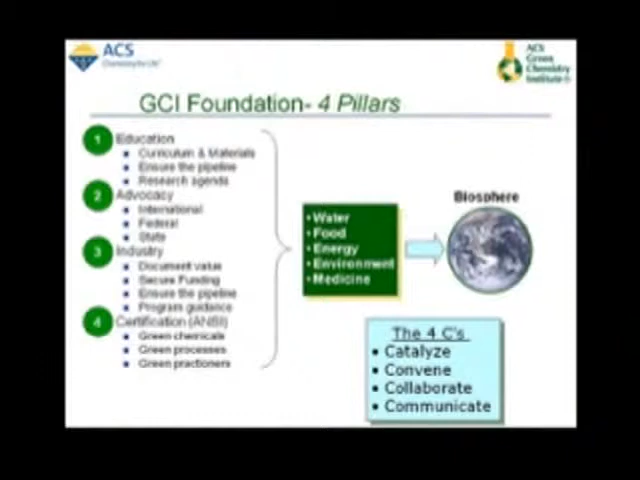 ACS
Chemistry for Life
ACS
Green
Chemistry
Institute®
GCI Foundation- 4 Pillars
1 Education
• Curriculum & Materials
• Ensure the pipeline
• Research agenda
2 Advocacy
• International
• Federal
• State
3 Industry
• Document value
• Secure Funding
• Ensure the pipeline
• Program guidance
4 Certification (ANSI)
• Green chemicals
• Green processes
• Green practioners
• Water
• Food
• Energy
• Environment
• Medicine
Biosphere
The 4 C's
• Catalyze
• Convene
• Collaborate
• Communicate